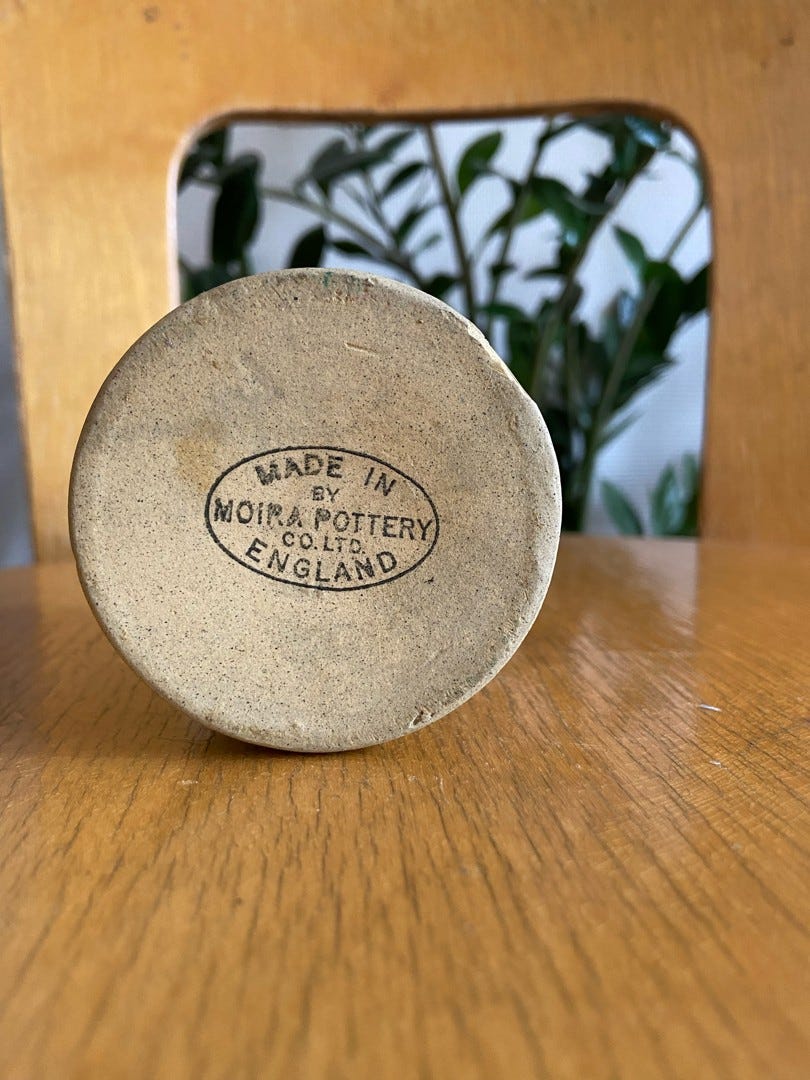 MADE IN
BY
MOIRA POTTERY
CO. LTD.
ENGLAND